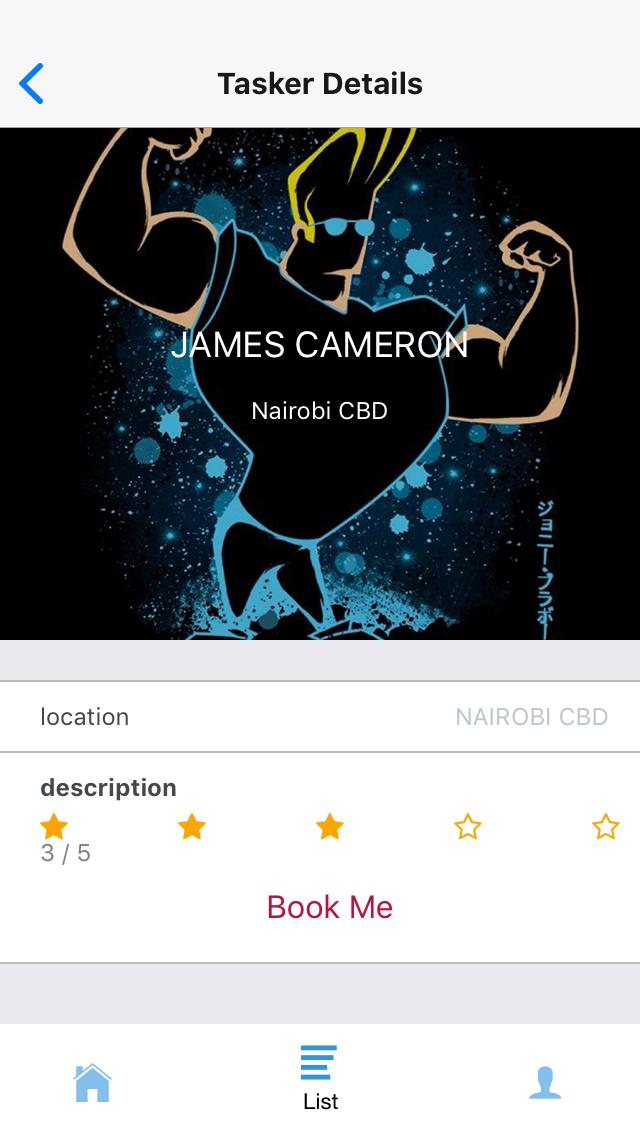 Tasker Details
JAMES CAMERON
Nairobi CBD
ジョニー・ブラボー
location
NAIROBI CBD
description
3 / 5
Book Me
List